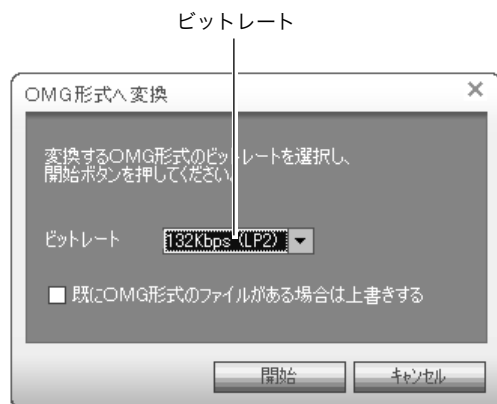 ビットレート
OMG形式へ変換
変換するOMG形式のビットレートを選択し、
開始ボタンを押してください。
ビットレート 132Kbps (LP2)
既にOMG形式のファイルがある場合は上書きする
開始 キャンセル